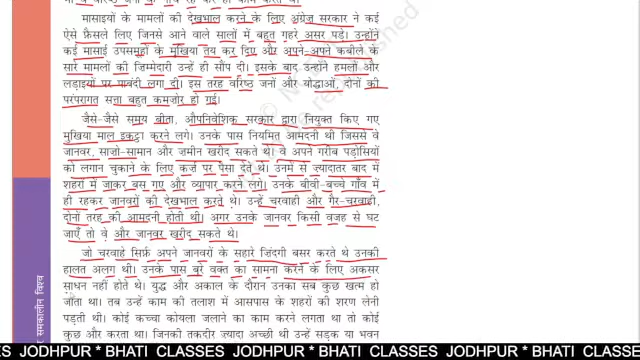 मासाइयों के मामलों की देखभाल करने के लिए अंग्रेज़ सरकार ने कई
ऐसे फ़ैसले लिए जिनसे आने वाले सालों में बहुत गहरे असर पड़े। उन्होंने
कई मासाई उपसमूहों के मुखिया तय कर दिए और अपने-अपने कबीले के
सारे मामलों की ज़िम्मेदारी उन्हें ही सौंप दी। इसके बाद उन्होंने हमलों और
लड़ाइयों पर पाबंदी लगा दी। इस तरह वरिष्ठ जनों और योद्धाओं, दोनों की
परंपरागत सत्ता बहुत कमज़ोर हो गई।
जैसे-जैसे समय बीता, औपनिवेशिक सरकार द्वारा नियुक्त किए गए
मुखिया माल इकट्ठा करने लगे। उनके पास नियमित आमदनी थी जिससे वे
जानवर, साज़ो-सामान और ज़मीन खरीद सकते थे। वे अपने गरीब पड़ोसियों
को लगान चुकाने के लिए कर्ज़ पर पैसा देते थे। उनमें से ज़्यादातर बाद में
शहरों में जाकर बस गए और व्यापार करने लगे। उनके बीवी-बच्चे गाँव में
ही रहकर जानवरों की देखभाल करते थे। उन्हें चरवाही और गैर-चरवाही,
दोनों तरह की आमदनी होती थी। अगर उनके जानवर किसी वजह से घट
जाएँ तो वे और जानवर खरीद सकते थे।
जो चरवाहे सिर्फ़ अपने जानवरों के सहारे ज़िंदगी बसर करते थे उनकी
हालत अलग थी। उनके पास बुरे वक्त का सामना करने के लिए अकसर
साधन नहीं होते थे। युद्ध और अकाल के दौरान उनका सब कुछ खत्म हो
जाता था। तब उन्हें काम की तलाश में आसपास के शहरों की शरण लेनी
पड़ती थी। कोई कच्चा कोयला जलाने का काम करने लगता था तो कोई
कुछ और करता था। जिनकी तकदीर ज़्यादा अच्छी थी उन्हें सड़क या भवन
समकालीन विश्व
JODHPUR * BHATI CLASSES JODHPUR * BHATI CLASSES JODHPUR * BHATI